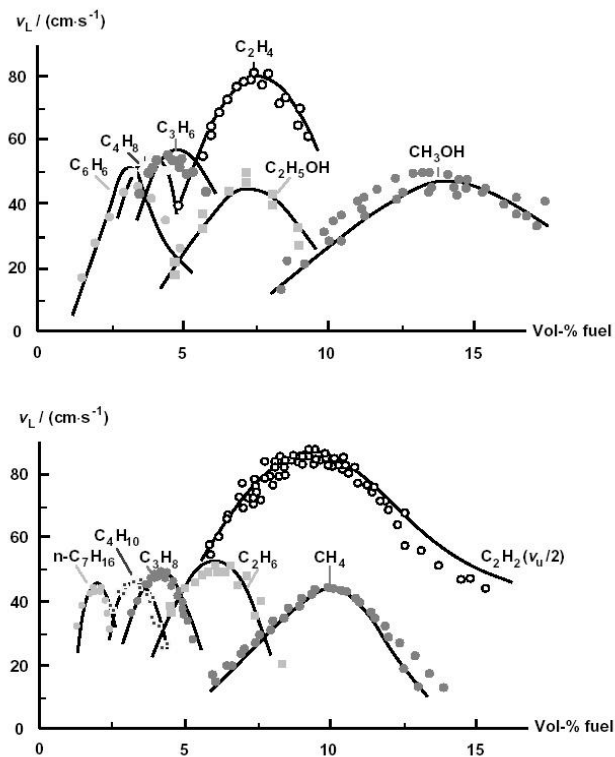 v_L / (cm·s⁻¹)
C₂H₄
80
C₃H₆
60
C₄H₈
C₆H₆
C₂H₅OH
CH₃OH
40
20
0
Vol-% fuel
0
5
10
15
v_L / (cm·s⁻¹)
80
60
C₄H₁₀
n-C₇H₁₆
C₃H₈
C₂H₆
CH₄
C₂H₂(v_u/2)
40
20
0
Vol-% fuel
0
5
10
15